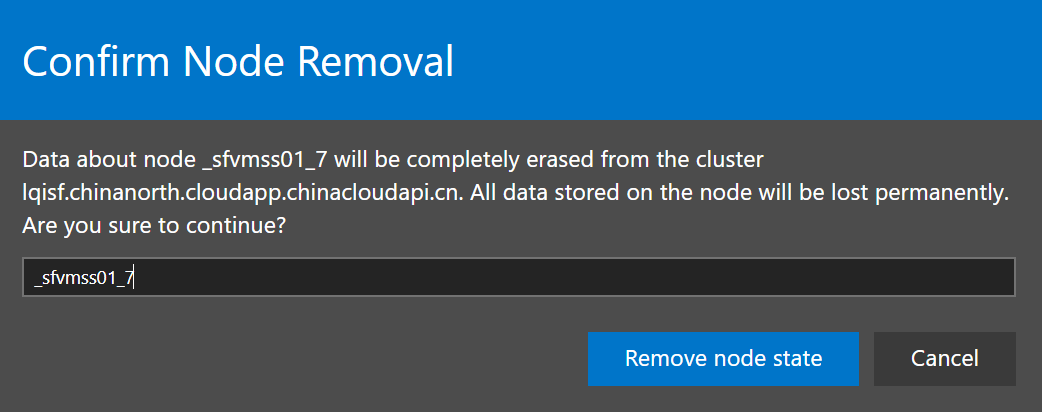 Confirm Node Removal
Data about node _sfvmss01_7 will be completely erased from the cluster
lqisf.chinanorth.cloudapp.chinacloudapi.cn. All data stored on the node will be lost permanently.
Are you sure to continue?
_sfvmss01_7
Remove node state
Cancel